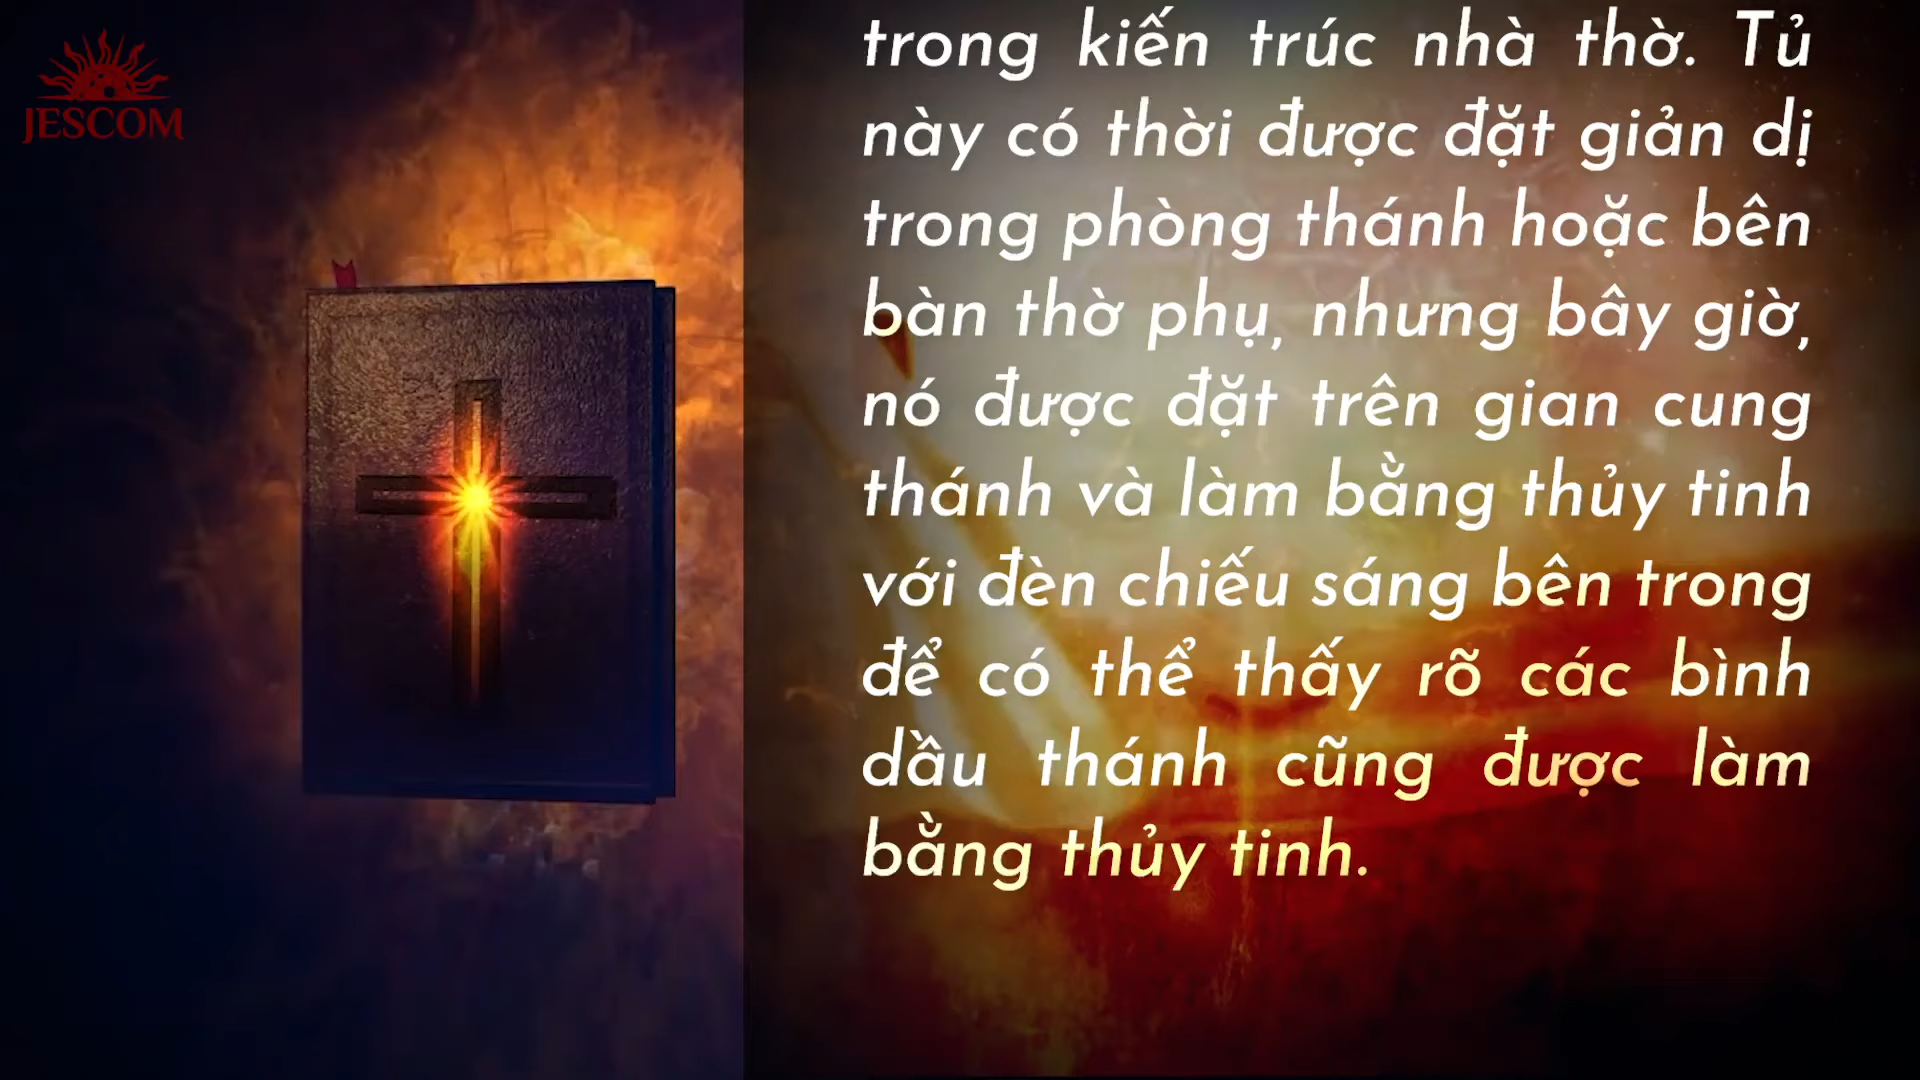 JESCOM
trong kiến trúc nhà thờ. Tủ
này có thời được đặt giản dị
trong phòng thánh hoặc bên
bàn thờ phụ, nhưng bây giờ,
nó được đặt trên gian cung
thánh và làm bằng thủy tinh
với đèn chiếu sáng bên trong
để có thể thấy rõ các bình
dầu thánh cũng được làm
bằng thủy tinh.